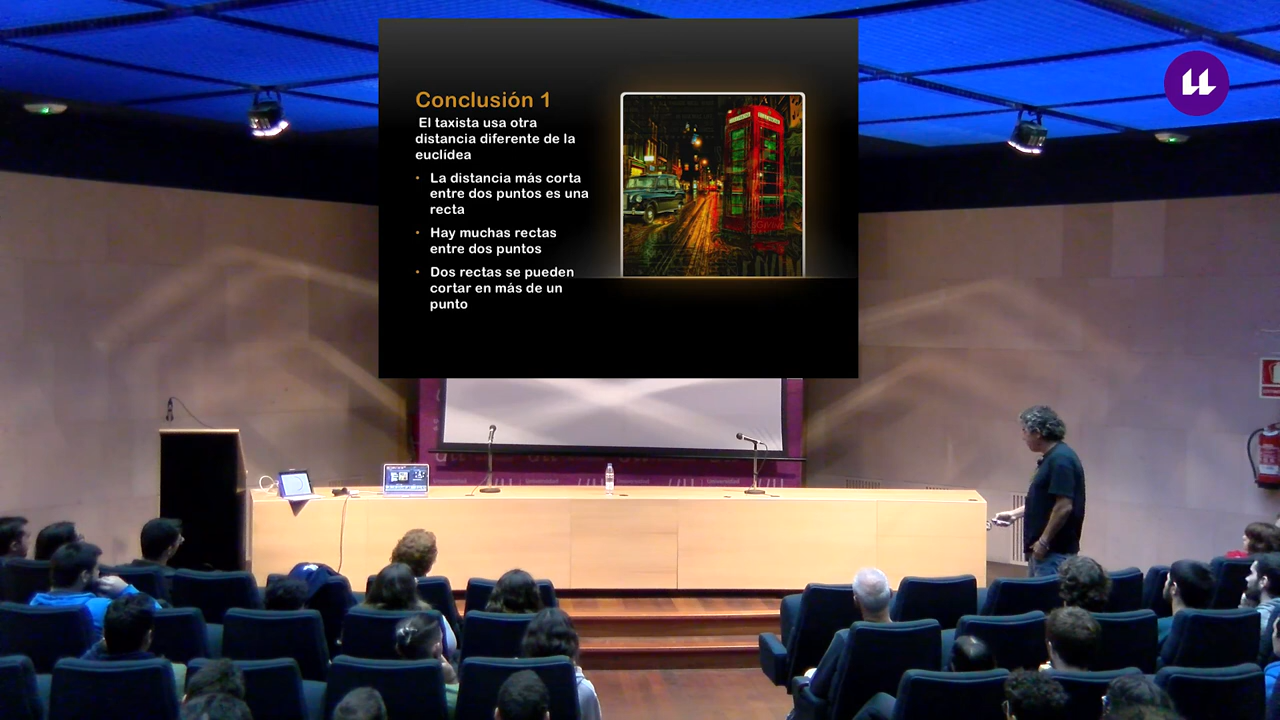 Conclusión 1
El taxista usa otra
distancia diferente de la
euclídea
• La distancia más corta
entre dos puntos es una
recta
• Hay muchas rectas
entre dos puntos
• Dos rectas se pueden
cortar en más de un
punto